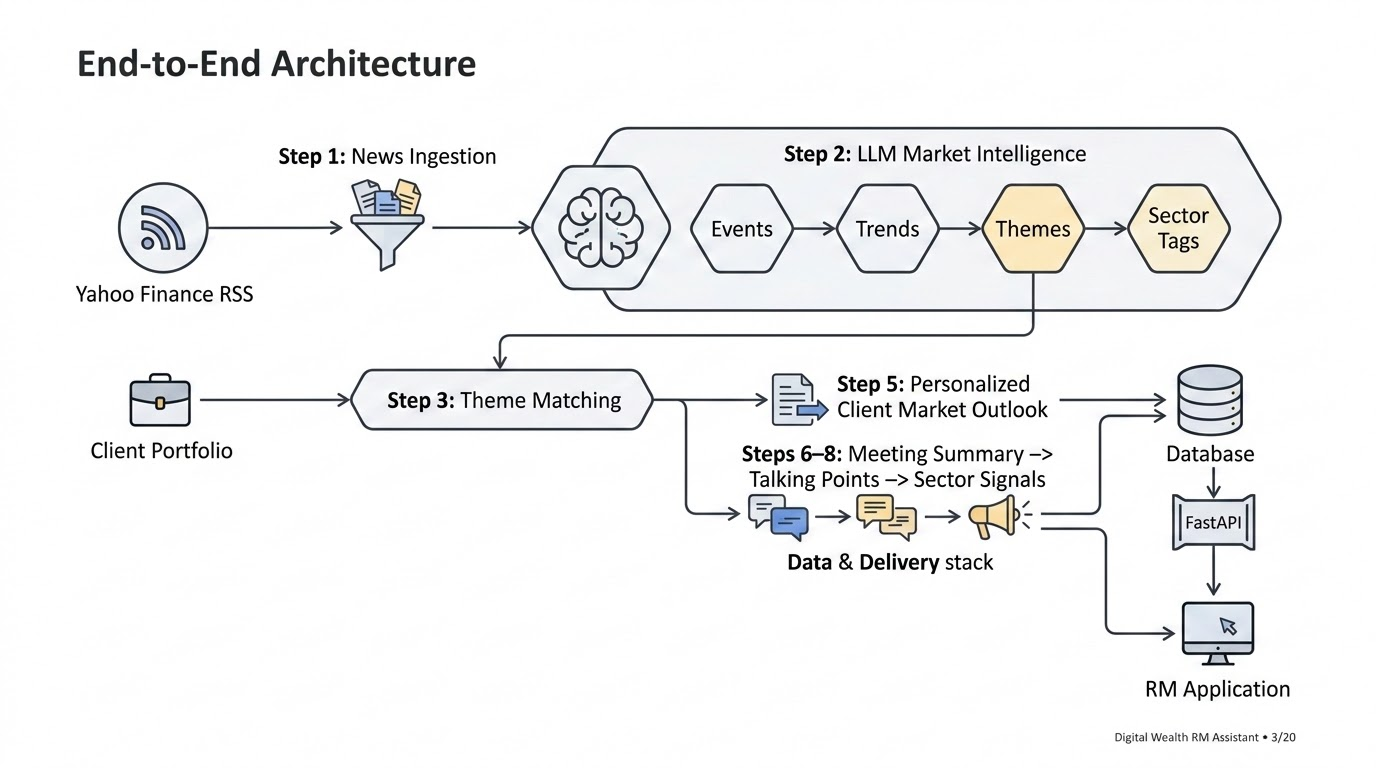 End-to-End Architecture
Step 1: News Ingestion
Step 2: LLM Market Intelligence
Events
Trends
Themes
Sector
Tags
Yahoo Finance RSS
Client Portfolio
Step 3: Theme Matching
Step 5: Personalized
Client Market Outlook
Steps 6–8: Meeting Summary –>
Talking Points –> Sector Signals
Data & Delivery stack
Database
FastAPI
RM Application
Digital Wealth RM Assistant • 3/20